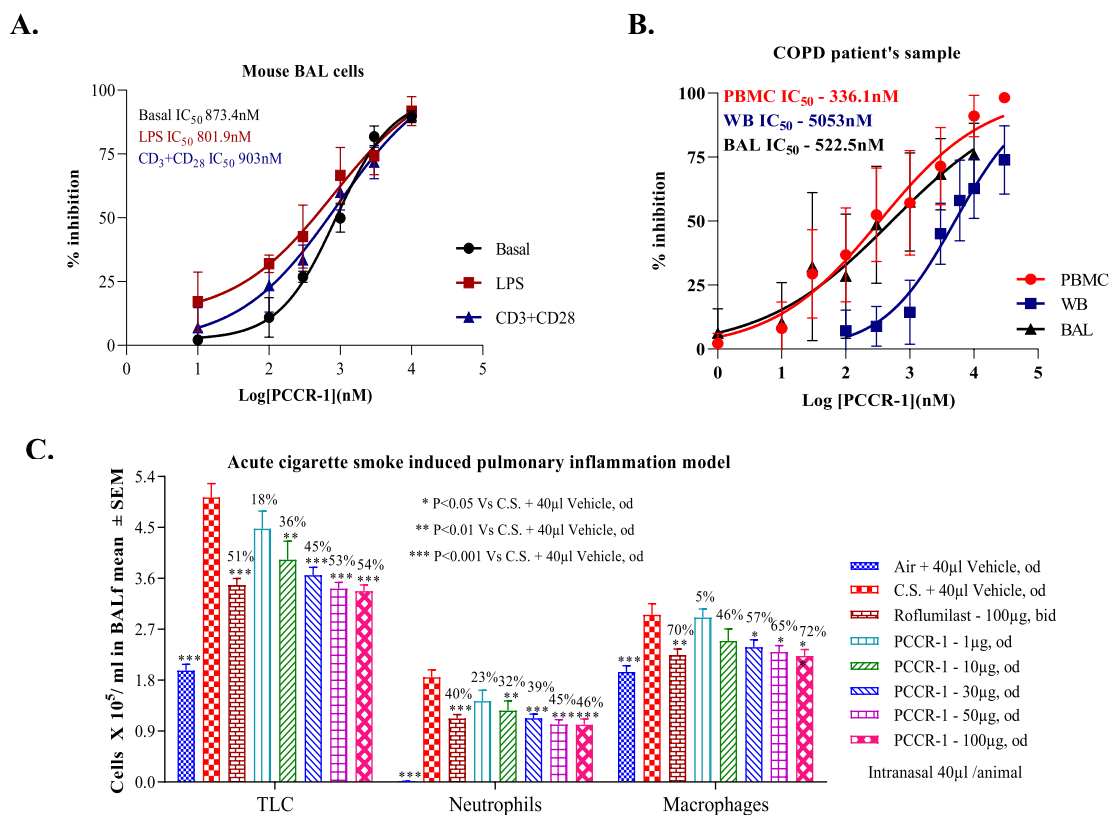 A.
Mouse BAL cells
Basal IC50 873.4nM
LPS IC50 801.9nM
CD3+CD28 IC50 903nM
100
75
50
25
0
% inhibition
0
1
2
3
4
5
Log[PCCR-1](nM)
Basal
LPS
CD3+CD28
B.
COPD patient's sample
PBMC IC50 - 336.1nM
WB IC50 - 5053nM
BAL IC50 - 522.5nM
100
75
50
25
0
% inhibition
0
1
2
3
4
5
Log [PCCR-1](nM)
PBMC
WB
BAL
C.
Acute cigarette smoke induced pulmonary inflammation model
* P<0.05 Vs C.S. + 40µl Vehicle, od
** P<0.01 Vs C.S. + 40µl Vehicle, od
*** P<0.001 Vs C.S. + 40µl Vehicle, od
Cells X 10^5/ ml in BALf mean ± SEM
5.4
4.5
3.6
2.7
1.8
0.9
0.0
***
51%
***
18%
36%
**
45%
***
53%
***
54%
***
***
40%
***
23%
32%
**
39%
***
45%
***
46%
***
***
70%
**
5%
46%
57%
*
65%
*
72%
*
*
TLC
Neutrophils
Macrophages
Air + 40µl Vehicle, od
C.S. + 40µl Vehicle, od
Roflumilast - 100µg, bid
PCCR-1 - 1µg, od
PCCR-1 - 10µg, od
PCCR-1 - 30µg, od
PCCR-1 - 50µg, od
PCCR-1 - 100µg, od
Intranasal 40µl /animal